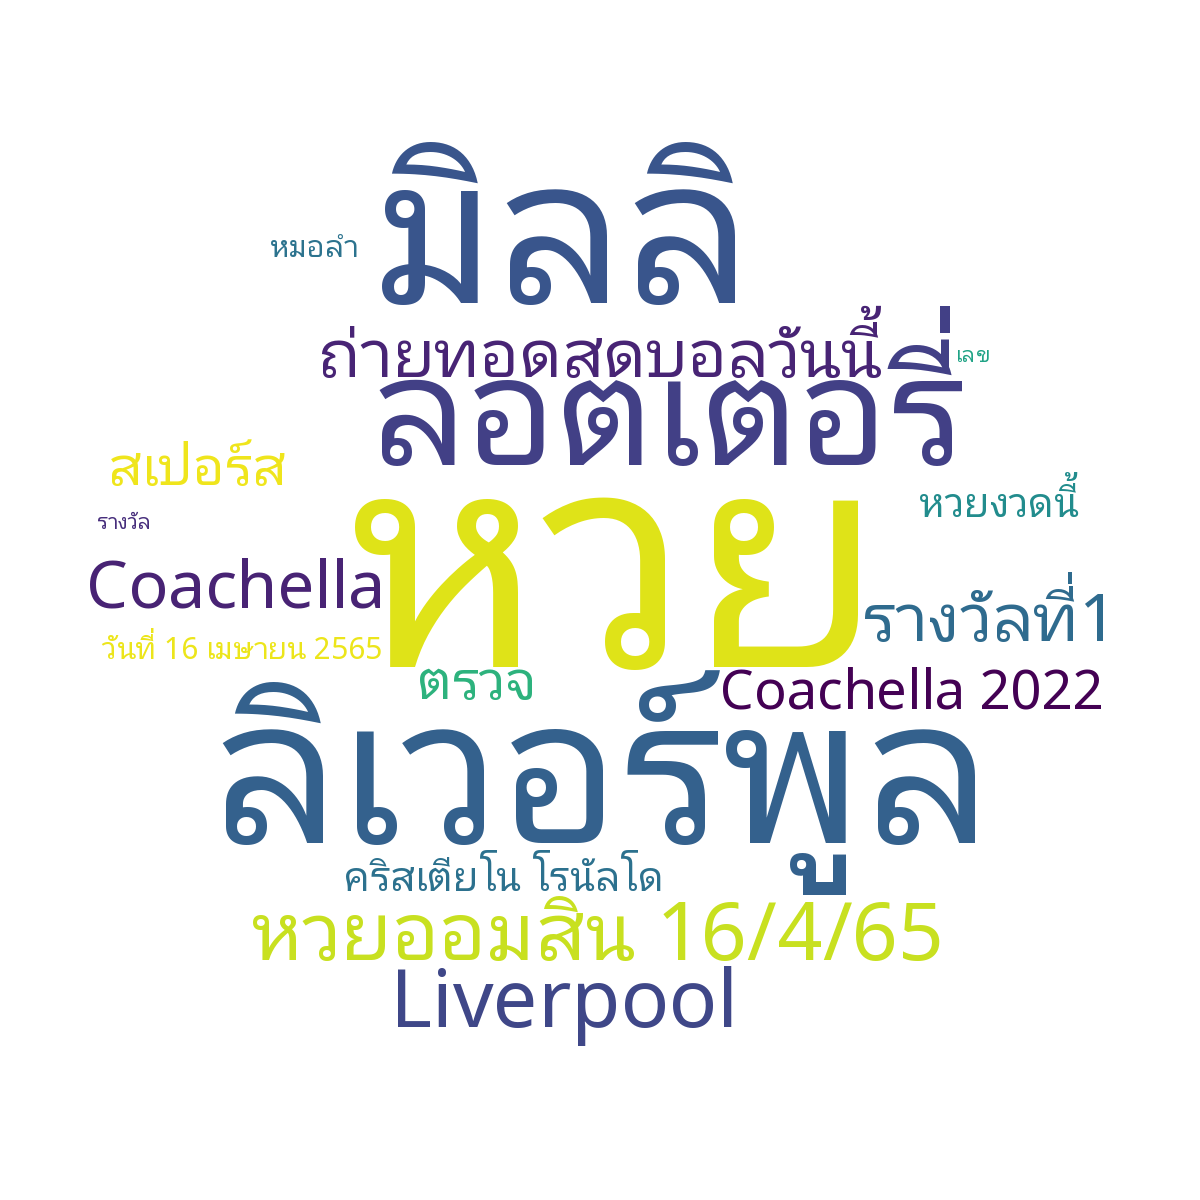 มิลลิ
หมอลำ
ถ่ายทอดสดบอลวันนี้
เลข
ลอตเตอรี่
สเปอร์ส
หวยงวดนี้
รางวัล
หวย
Coachella
รางวัลที่1
วันที่ 16 เมษายน 2565
ตรวจ
Coachella 2022
ลิเวอร์พูล
คริสเตียโน โรนัลโด
หวยออมสิน 16/4/65
Liverpool